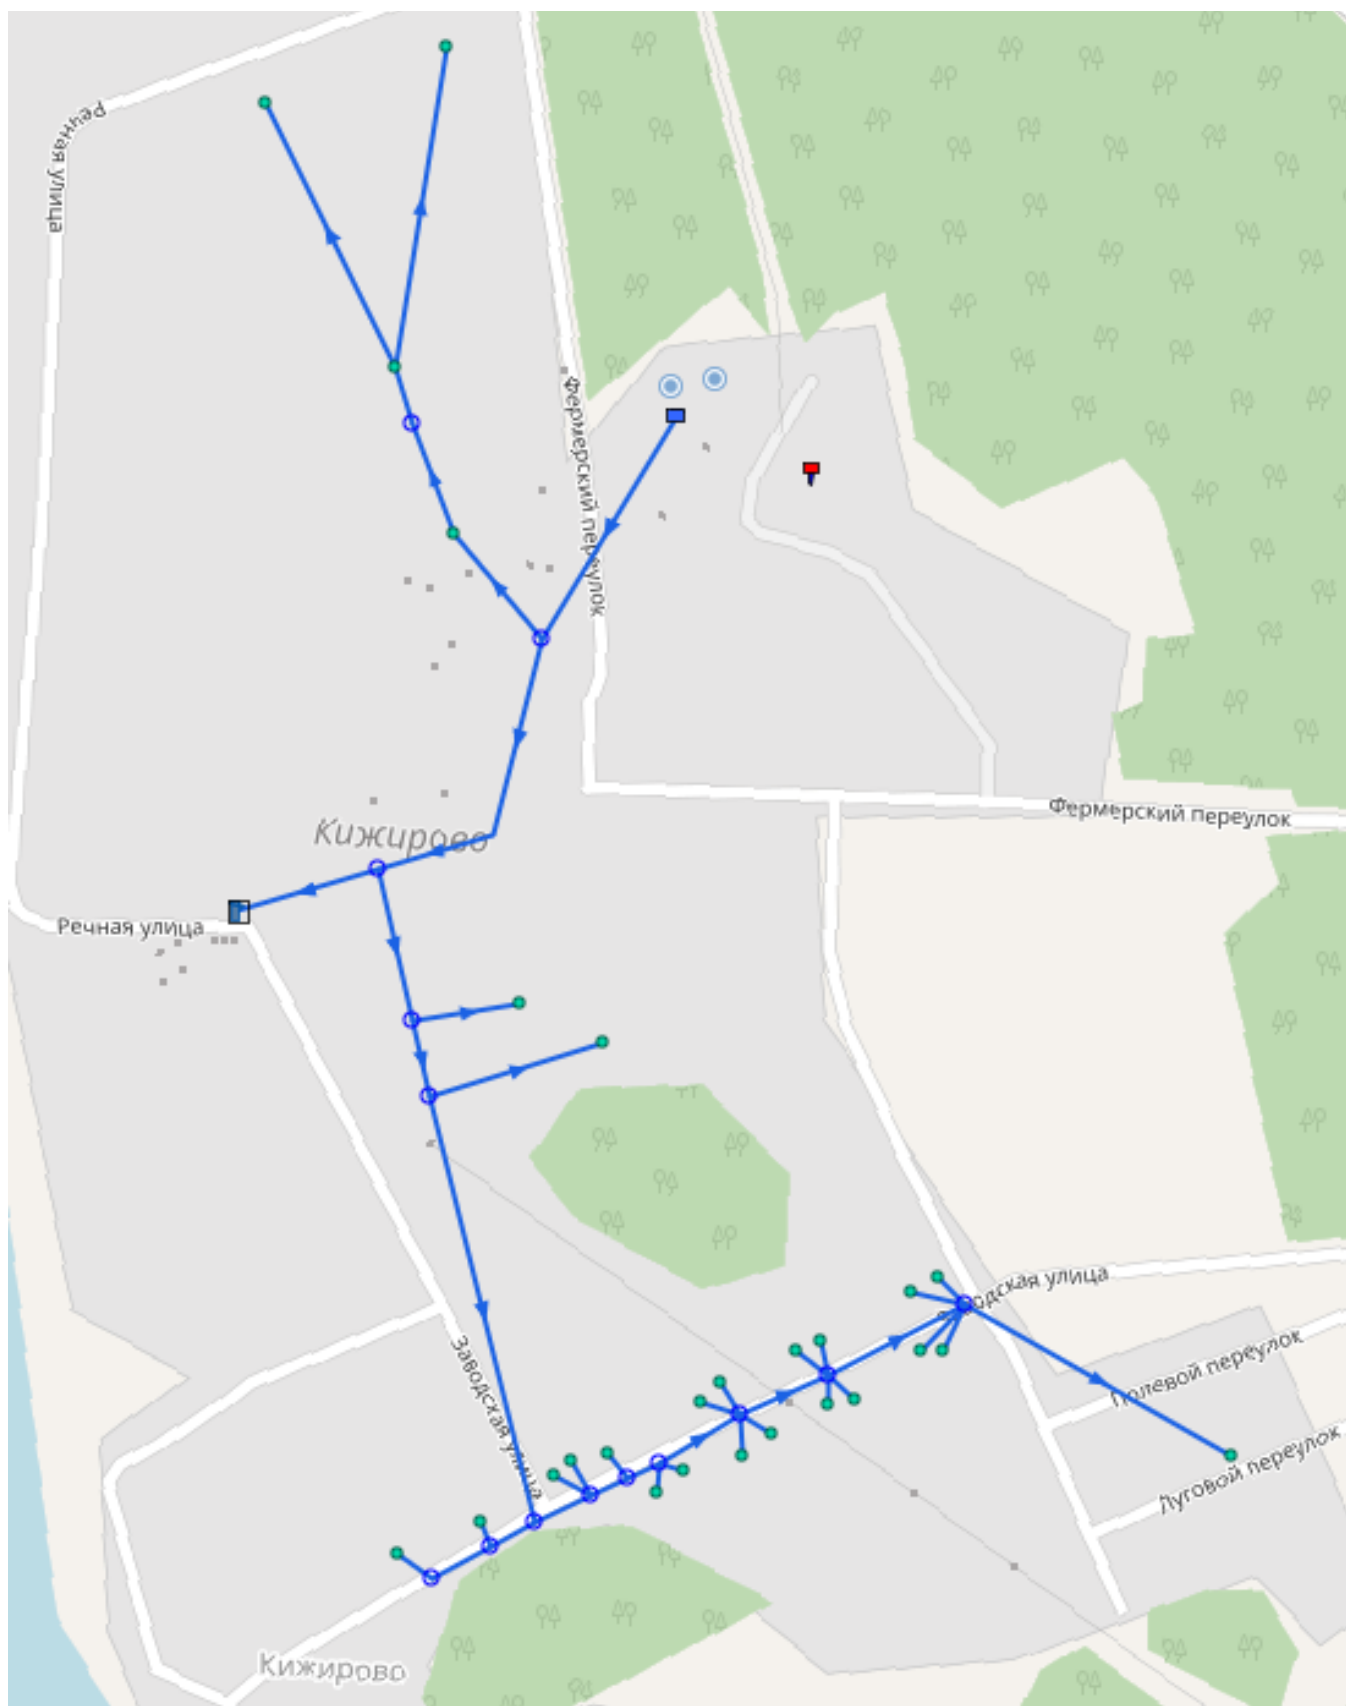 Речная улица
Фермерский переулок
Кижирово
Фермерский переулок
Речная улица
Заводская улица
Полевой переулок
Заводская улица
Луговой переулок
Кижирово